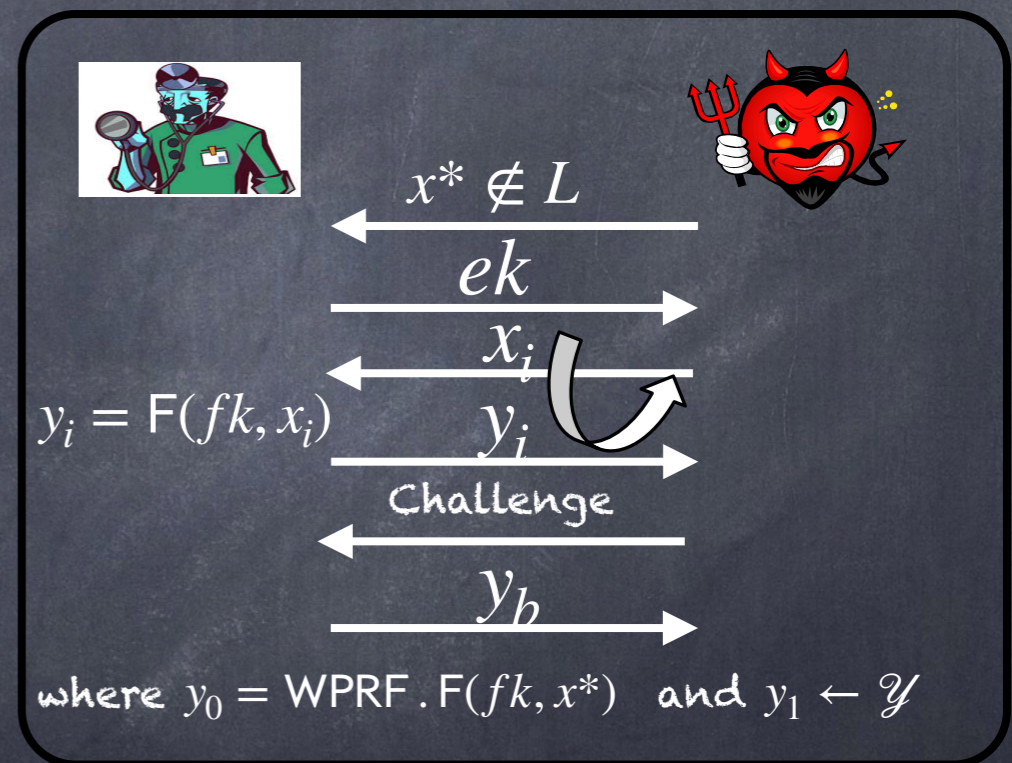 x* ∉ L
ek
x_i
y_i = F(fk, x_i)
y_i
Challenge
y_b
where y_0 = WPRF . F(fk, x*) and y_1 ← 𝒴